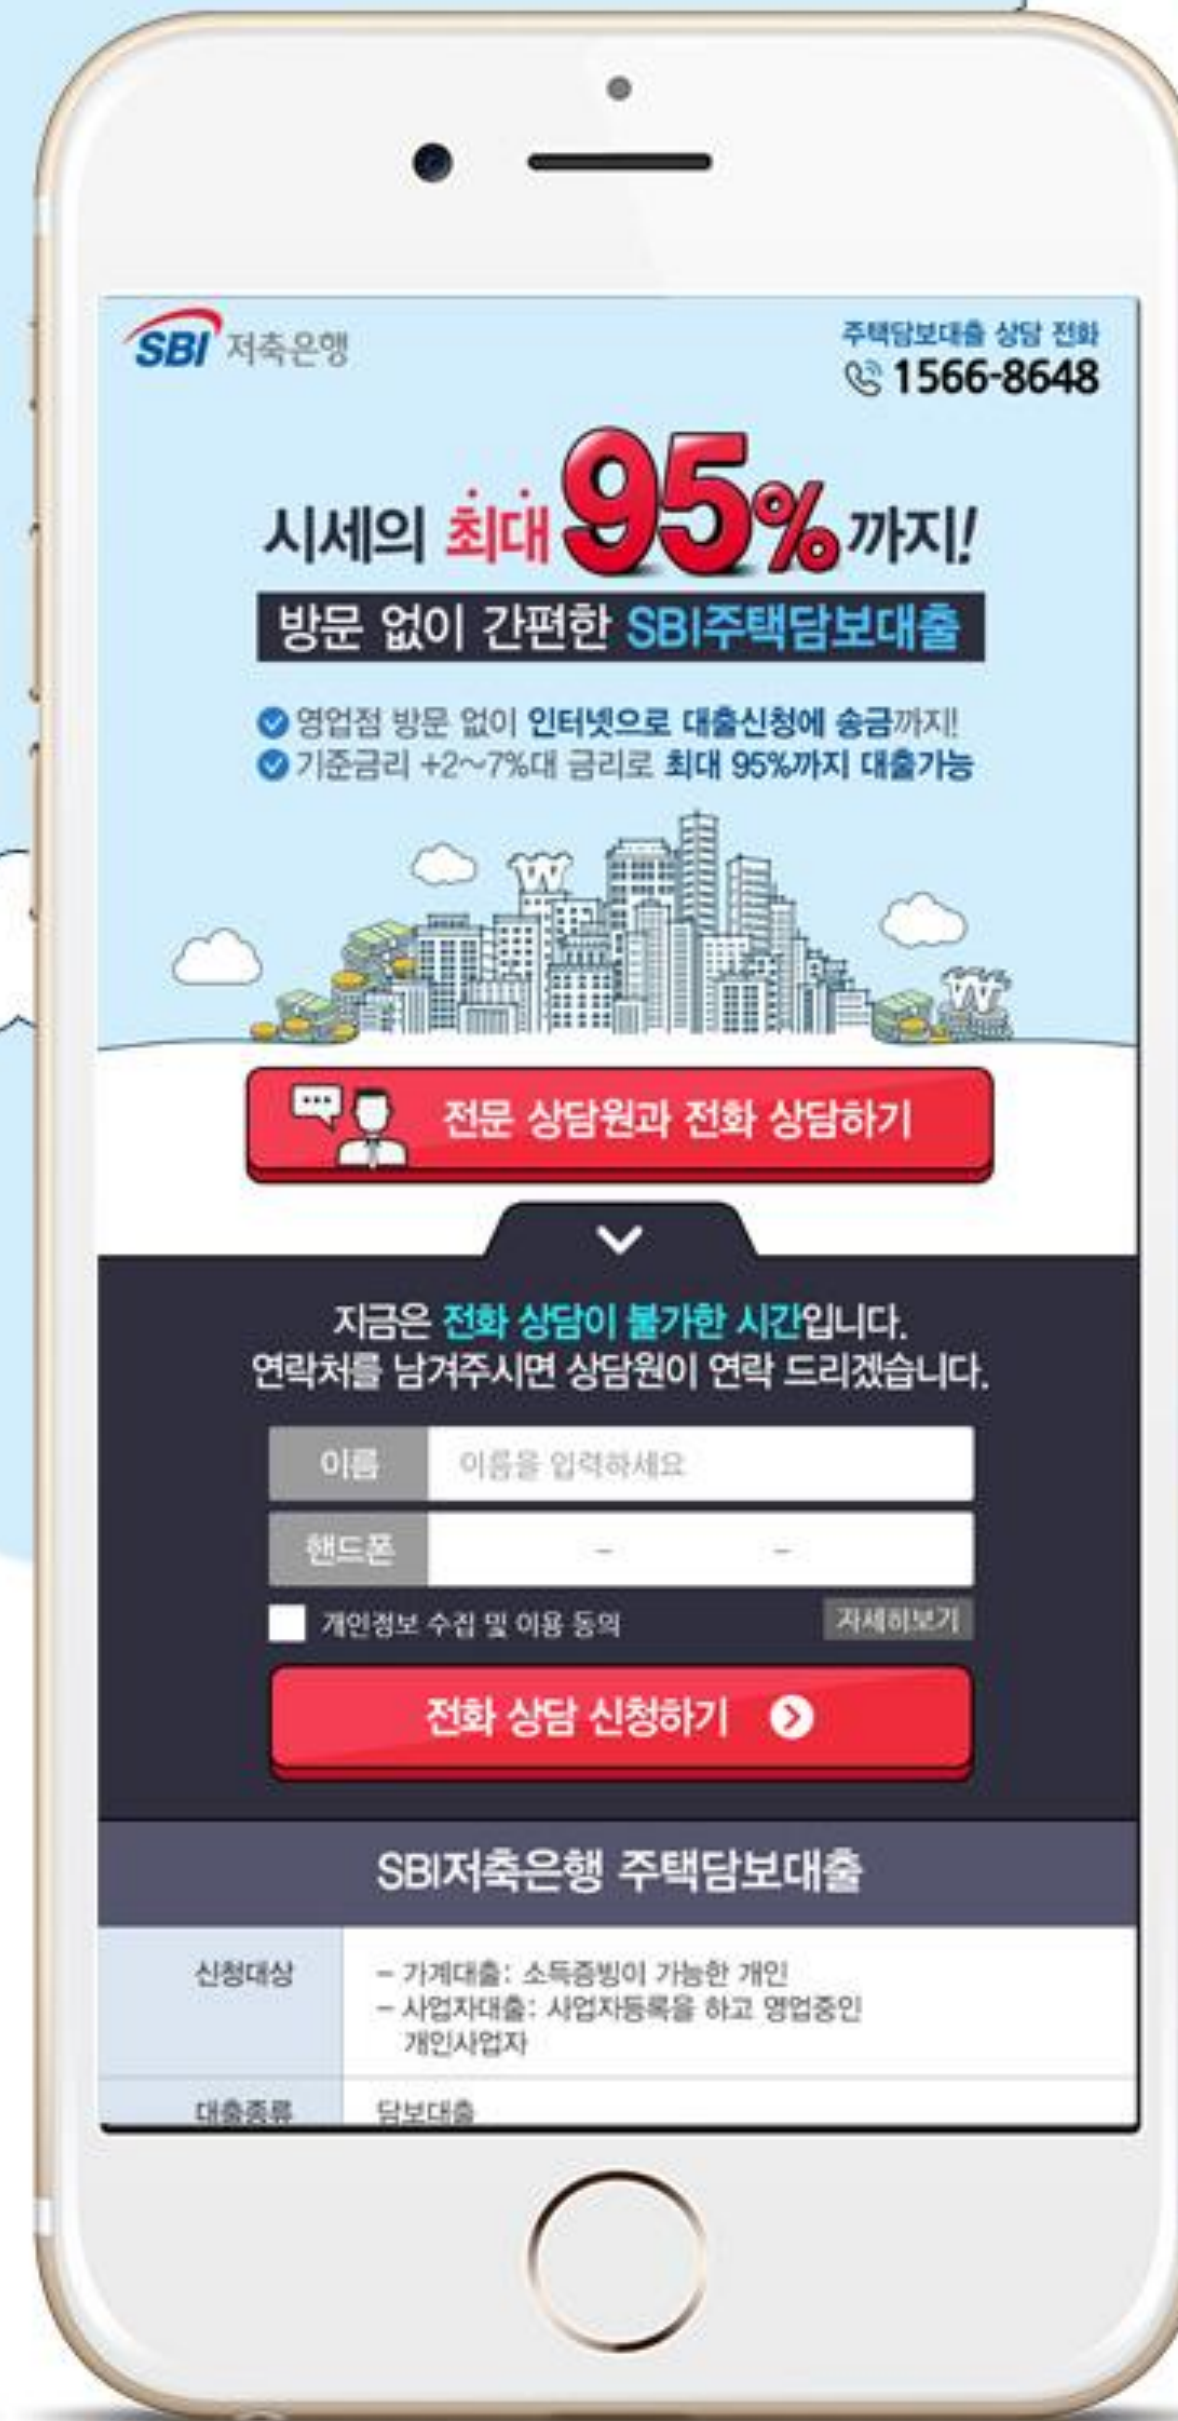 SBI 저축은행
주택담보대출 상담 전화
1566-8648
시세의 최대 95% 까지!
방문 없이 간편한 SBI주택담보대출
영업점 방문 없이 인터넷으로 대출신청에 송금까지!
기준금리 +2~7%대 금리로 최대 95%까지 대출가능
전문 상담원과 전화 상담하기
지금은 전화 상담이 불가한 시간입니다.
연락처를 남겨주시면 상담원이 연락 드리겠습니다.
이름 이름을 입력하세요
핸드폰 - -
개인정보 수집 및 이용 동의 자세히보기
전화 상담 신청하기
SBI저축은행 주택담보대출
신청대상 - 가계대출: 소득증빙이 가능한 개인
- 사업자대출: 사업자등록을 하고 영업중인
개인사업자
대출종류 담보대출